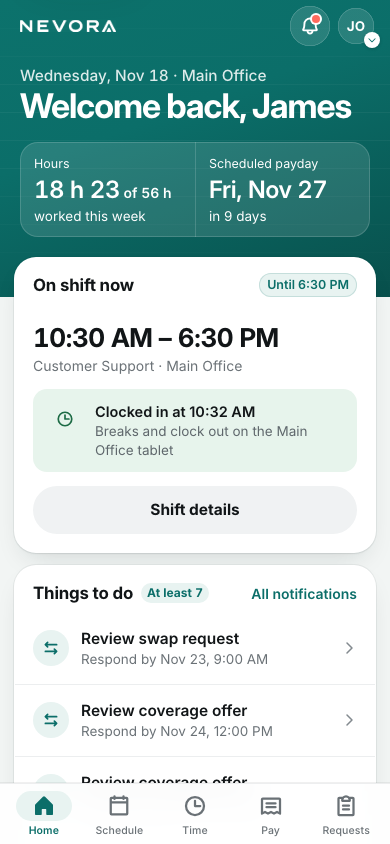 NEVORA
JO
Wednesday, Nov 18 · Main Office
Welcome back, James
Hours
18 h 23 of 56 h
worked this week
Scheduled payday
Fri, Nov 27
in 9 days
On shift now
Until 6:30 PM
10:30 AM – 6:30 PM
Customer Support · Main Office
Clocked in at 10:32 AM
Breaks and clock out on the Main
Office tablet
Shift details
Things to do
At least 7
All notifications
Review swap request
Respond by Nov 23, 9:00 AM
Review coverage offer
Respond by Nov 24, 12:00 PM
Review coverage offer
Home
Schedule
Time
Pay
Requests